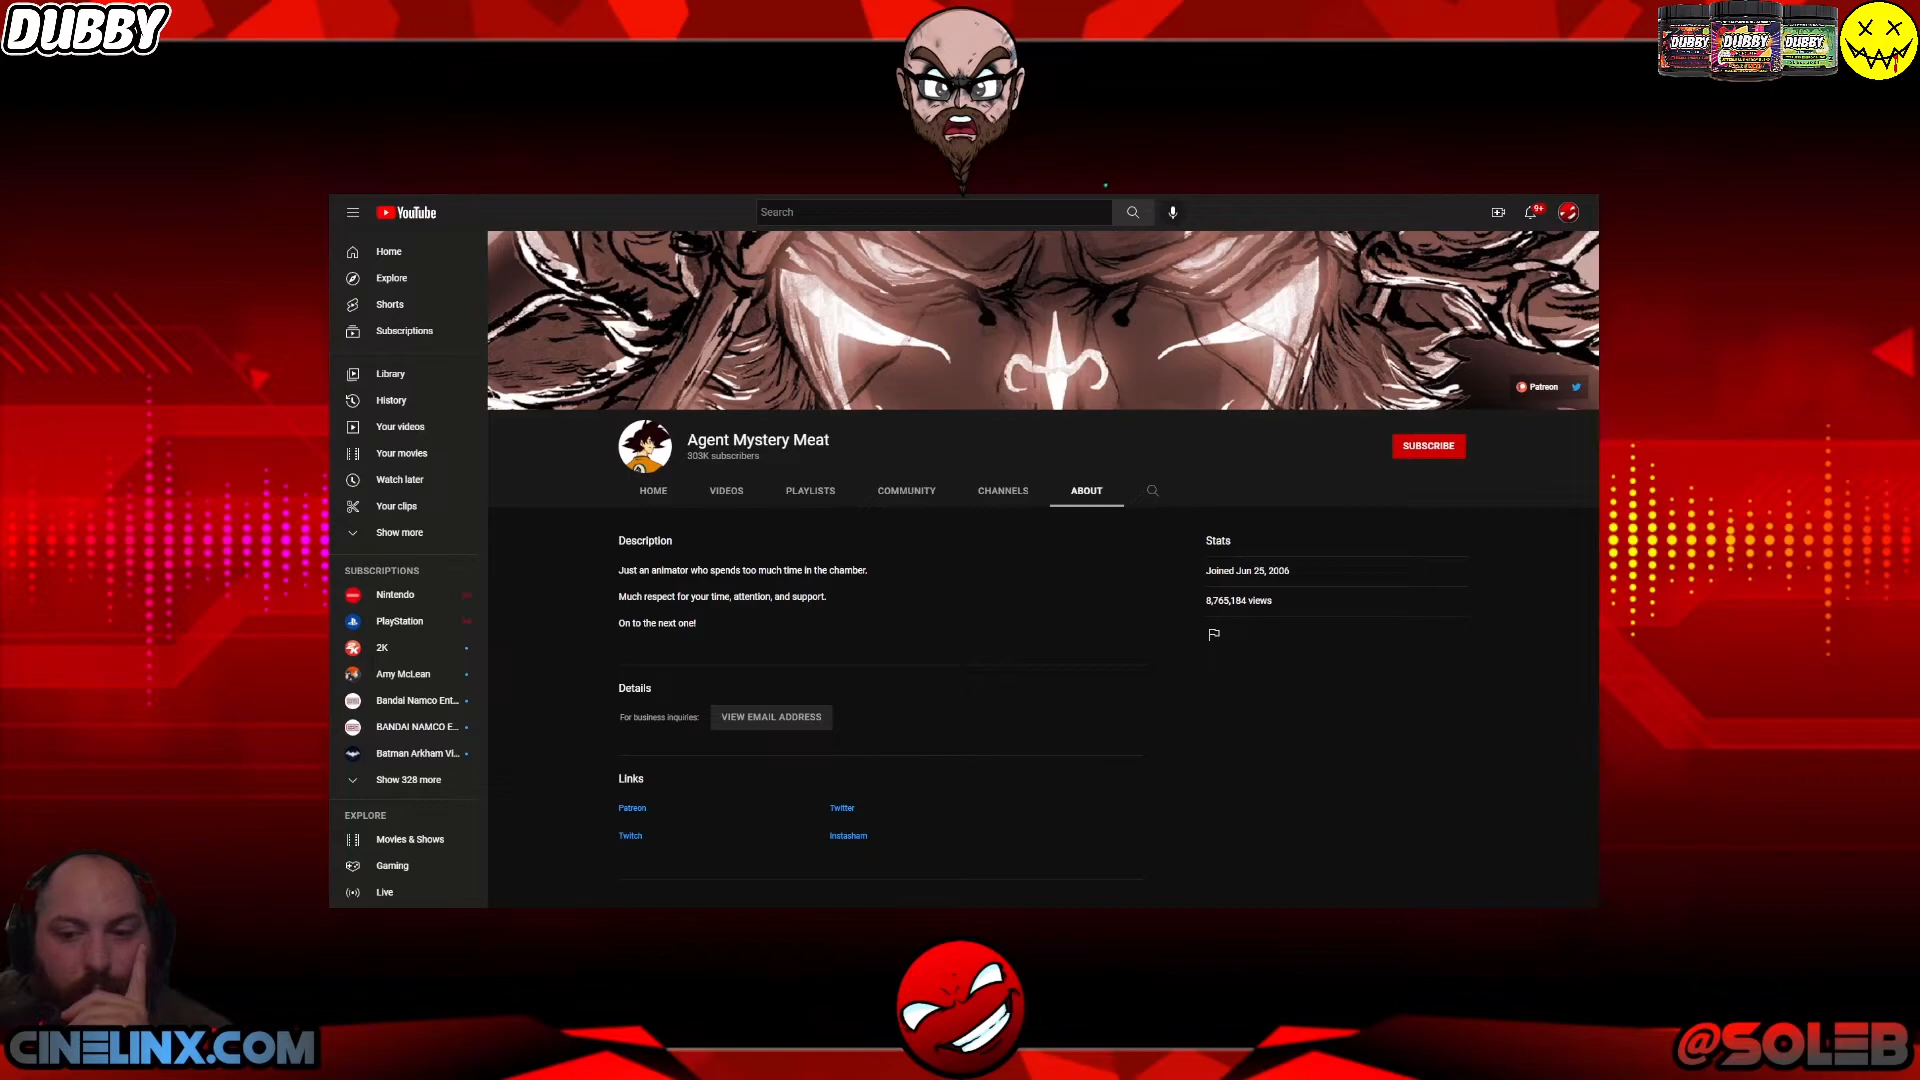 DUBBY
DUBBY DUBBY DUBBY
YouTube
Search
9+
Home
Explore
Shorts
Subscriptions
Library
History
Your videos
Your movies
Watch later
Your clips
Show more
SUBSCRIPTIONS
Nintendo
PlayStation
2K
Amy McLean
Bandai Namco Ent...
BANDAI NAMCO E...
Batman Arkham Vi...
Show 328 more
EXPLORE
Movies & Shows
Gaming
Live
Patreon
Agent Mystery Meat
303K subscribers
SUBSCRIBE
HOME VIDEOS PLAYLISTS COMMUNITY CHANNELS ABOUT
Description
Just an animator who spends too much time in the chamber.
Much respect for your time, attention, and support.
On to the next one!
Details
For business inquiries: VIEW EMAIL ADDRESS
Links
Patreon Twitter
Twitch Instasham
Stats
Joined Jun 25, 2006
8,765,184 views
CINELINX.COM
@SOLEB